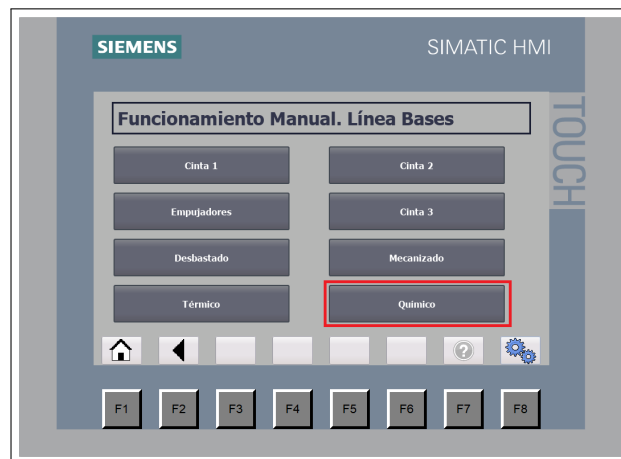 SIEMENS
SIMATIC HMI
TOUCH
Funcionamiento Manual. Línea Bases
Cinta 1
Cinta 2
Empujadores
Cinta 3
Desbastado
Mecanizado
Térmico
Químico
?
F1
F2
F3
F4
F5
F6
F7
F8